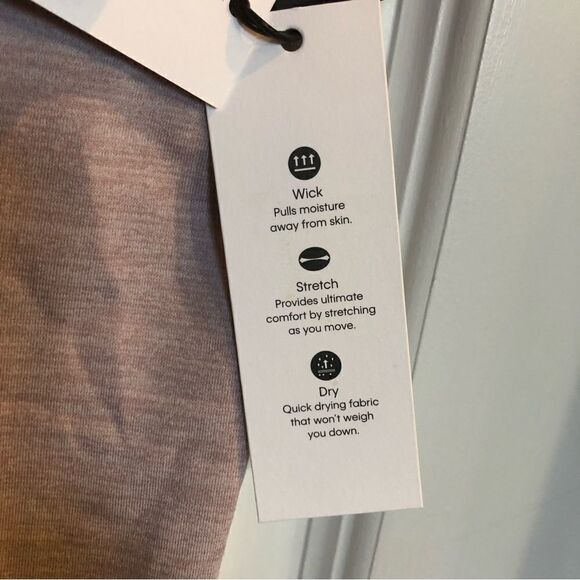 Wick
Pulls moisture
away from skin.
Stretch
Provides ultimate
comfort by stretching
as you move.
Dry
Quick drying fabric
that won't weigh
you down.